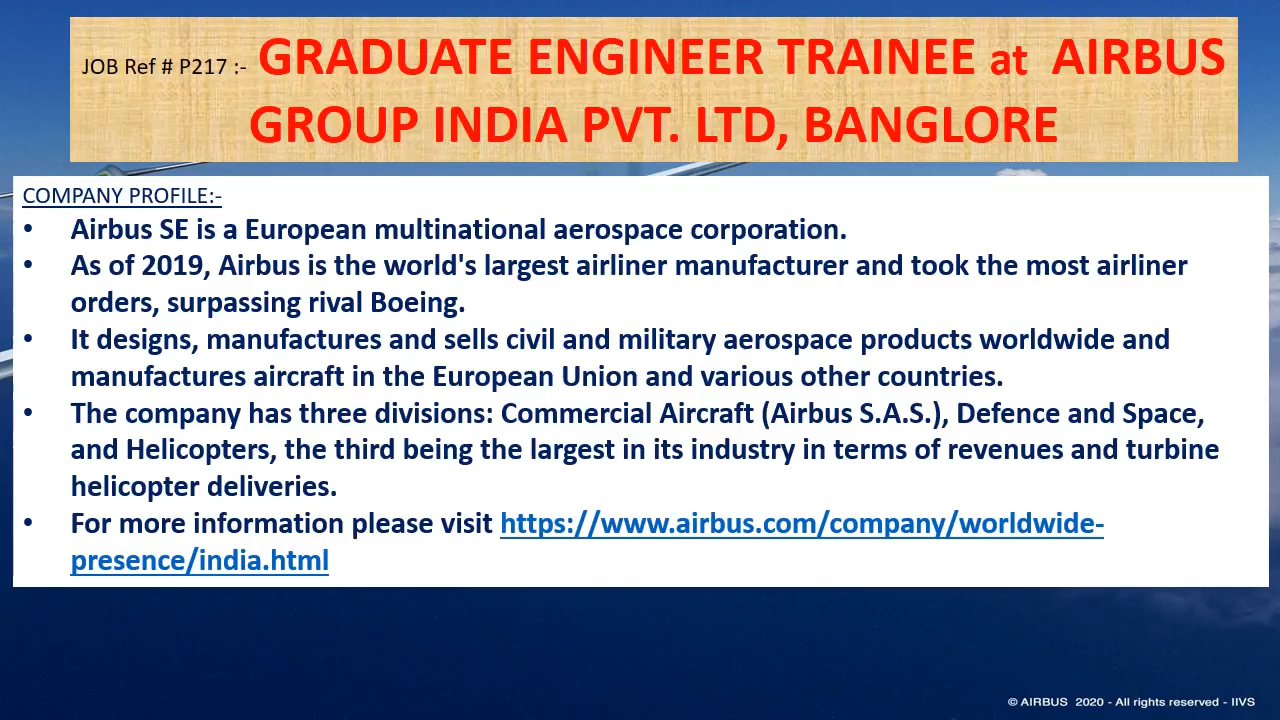 JOB Ref # P217 :- GRADUATE ENGINEER TRAINEE at AIRBUS
GROUP INDIA PVT. LTD, BANGLORE
COMPANY PROFILE:-
• Airbus SE is a European multinational aerospace corporation.
• As of 2019, Airbus is the world's largest airliner manufacturer and took the most airliner
orders, surpassing rival Boeing.
• It designs, manufactures and sells civil and military aerospace products worldwide and
manufactures aircraft in the European Union and various other countries.
• The company has three divisions: Commercial Aircraft (Airbus S.A.S.), Defence and Space,
and Helicopters, the third being the largest in its industry in terms of revenues and turbine
helicopter deliveries.
• For more information please visit https://www.airbus.com/company/worldwide-
presence/india.html
© AIRBUS 2020 - All rights reserved - IIVS